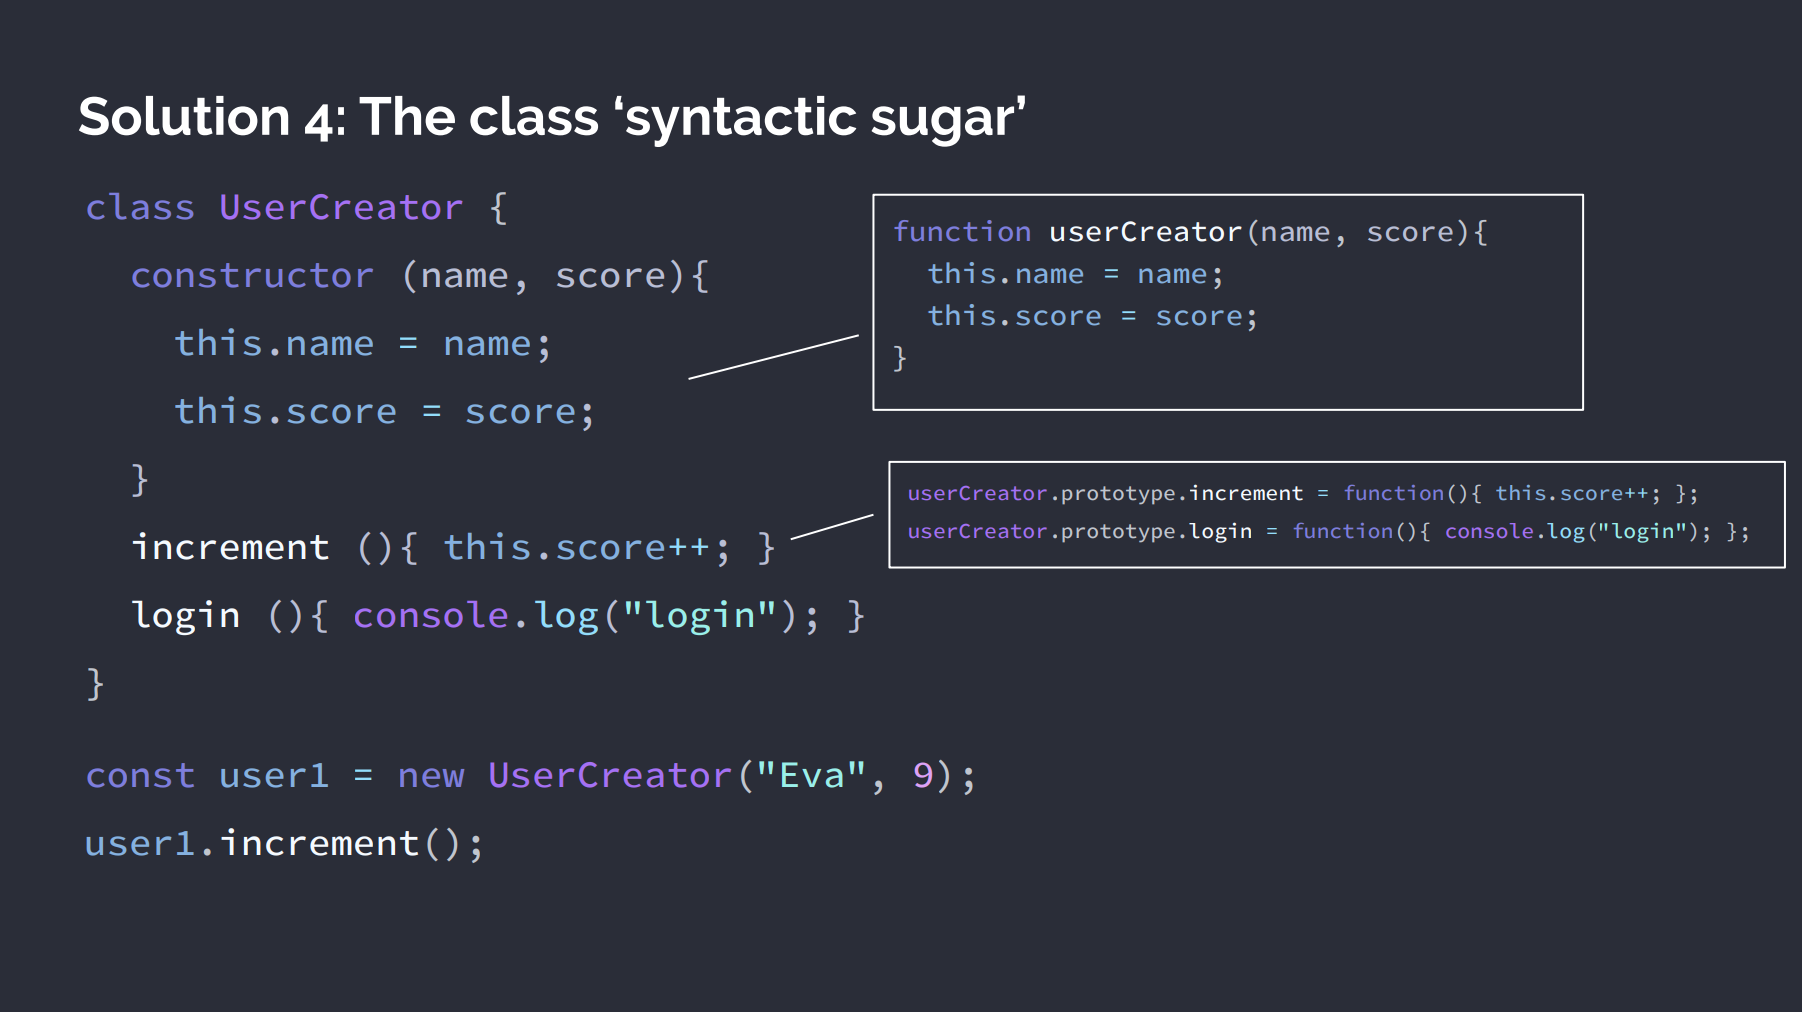 Solution 4: The class ‘syntactic sugar’
class UserCreator {
constructor (name, score){
this.name = name;
this.score = score;
}
increment (){ this.score++; }
login (){ console.log("login"); }
}
const user1 = new UserCreator("Eva", 9);
user1.increment();
function userCreator(name, score){
this.name = name;
this.score = score;
}
userCreator.prototype.increment = function(){ this.score++; };
userCreator.prototype.login = function(){ console.log("login"); };